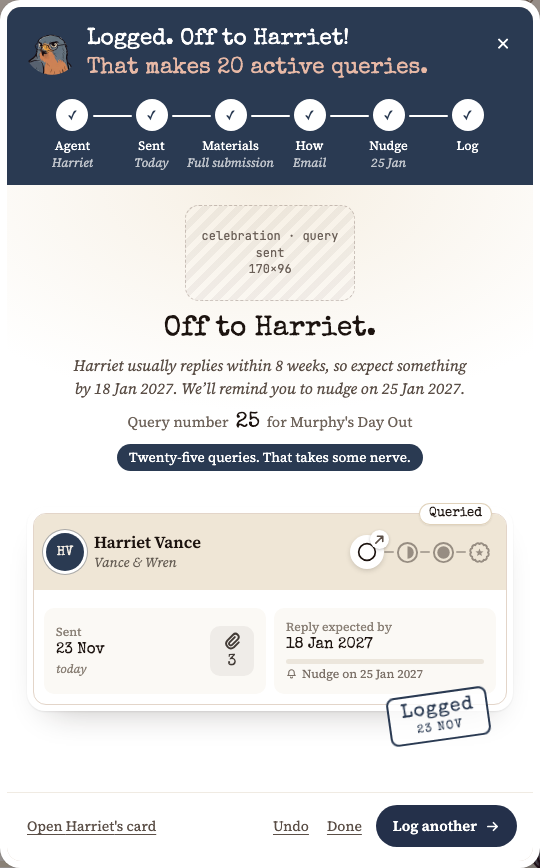 Logged. Off to Harriet!
That makes 20 active queries.
Agent
Harriet
Sent
Today
Materials
Full submission
How
Email
Nudge
25 Jan
Log
celebration · query
sent
170×96
Off to Harriet.
Harriet usually replies within 8 weeks, so expect something
by 18 Jan 2027. We’ll remind you to nudge on 25 Jan 2027.
Query number 25 for Murphy's Day Out
Twenty-five queries. That takes some nerve.
Queried
HV
Harriet Vance
Vance & Wren
Sent
23 Nov
today
3
Reply expected by
18 Jan 2027
Nudge on 25 Jan 2027
Logged
23 NOV
Open Harriet's card
Undo
Done
Log another →